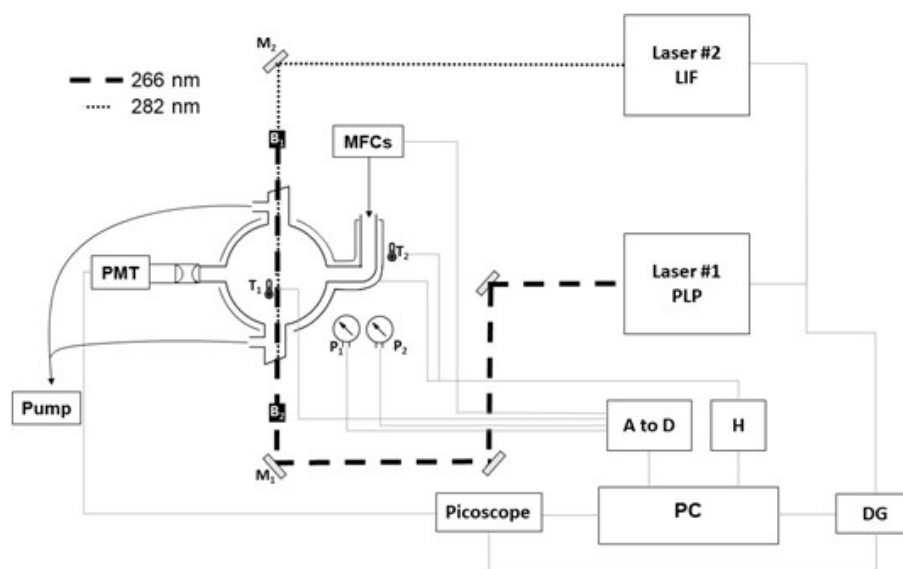 M₂
Laser #2
LIF
266 nm
282 nm
B₁
MFCs
T₂
PMT
T₁
Laser #1
PLP
P₁
P₂
Pump
B₂
A to D
H
M₁
Picoscope
PC
DG